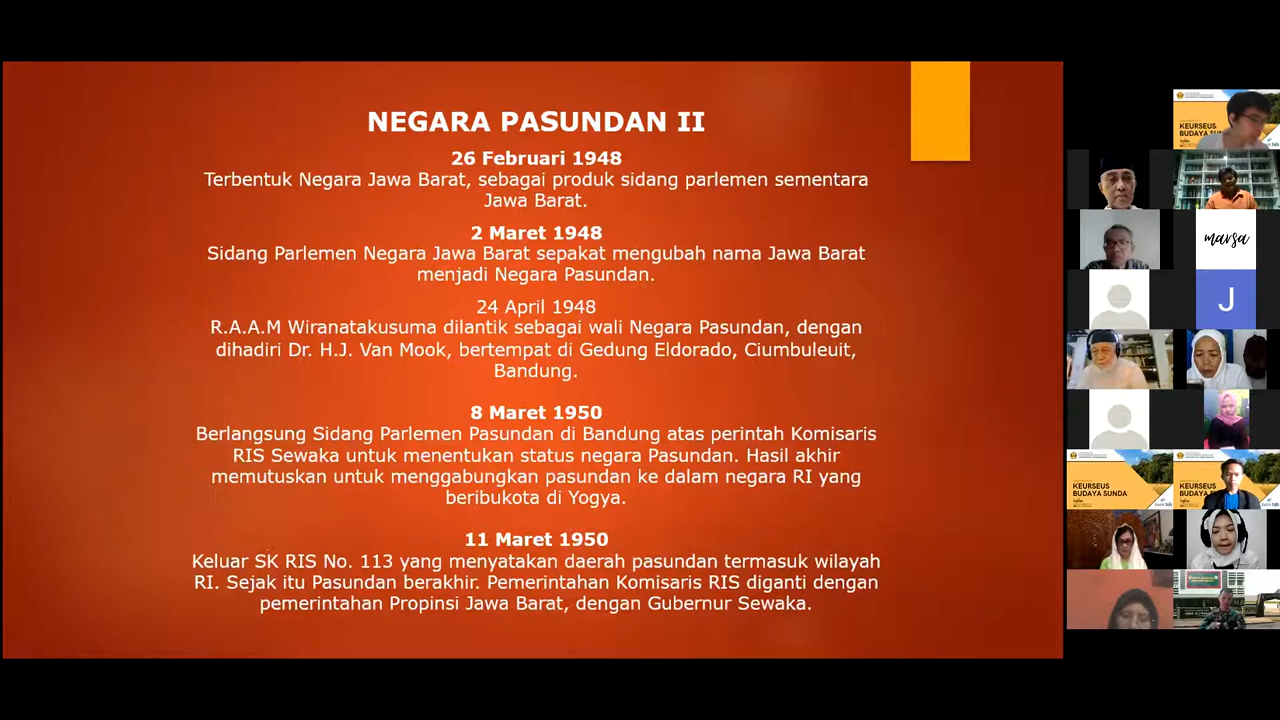 NEGARA PASUNDAN II
26 Februari 1948
Terbentuk Negara Jawa Barat, sebagai produk sidang parlemen sementara
Jawa Barat.
2 Maret 1948
Sidang Parlemen Negara Jawa Barat sepakat mengubah nama Jawa Barat
menjadi Negara Pasundan.
24 April 1948
R.A.A.M Wiranatakusuma dilantik sebagai wali Negara Pasundan, dengan
dihadiri Dr. H.J. Van Mook, bertempat di Gedung Eldorado, Ciumbuleuit,
Bandung.
8 Maret 1950
Berlangsung Sidang Parlemen Pasundan di Bandung atas perintah Komisaris
RIS Sewaka untuk menentukan status negara Pasundan. Hasil akhir
memutuskan untuk menggabungkan pasundan ke dalam negara RI yang
beribukota di Yogya.
11 Maret 1950
Keluar SK RIS No. 113 yang menyatakan daerah pasundan termasuk wilayah
RI. Sejak itu Pasundan berakhir. Pemerintahan Komisaris RIS diganti dengan
pemerintahan Propinsi Jawa Barat, dengan Gubernur Sewaka.
KEURSEUS
BUDAYA SUN
marsa
J
KEURSEUS
BUDAYA SUNDA
bank bjb
KEURSEUS
BUDAYA
bjb